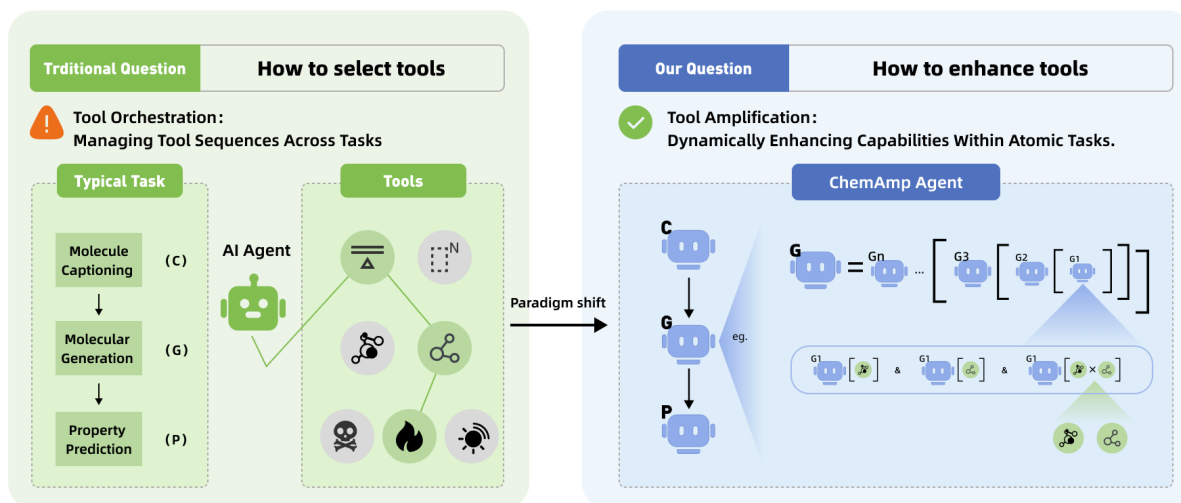 Trditional Question
How to select tools
Tool Orchestration:
Managing Tool Sequences Across Tasks
Typical Task
Tools
Molecule
Captioning
(C)
AI Agent
N
Molecular
Generation
(G)
Property
Prediction
(P)
Paradigm shift
Our Question
How to enhance tools
Tool Amplification:
Dynamically Enhancing Capabilities Within Atomic Tasks.
ChemAmp Agent
C
G
P
eg.
G = Gn ... [ G3 [ G2 [ G1 ] ] ]
G1 [ ] & G1 [ ] & G1 [ × ]